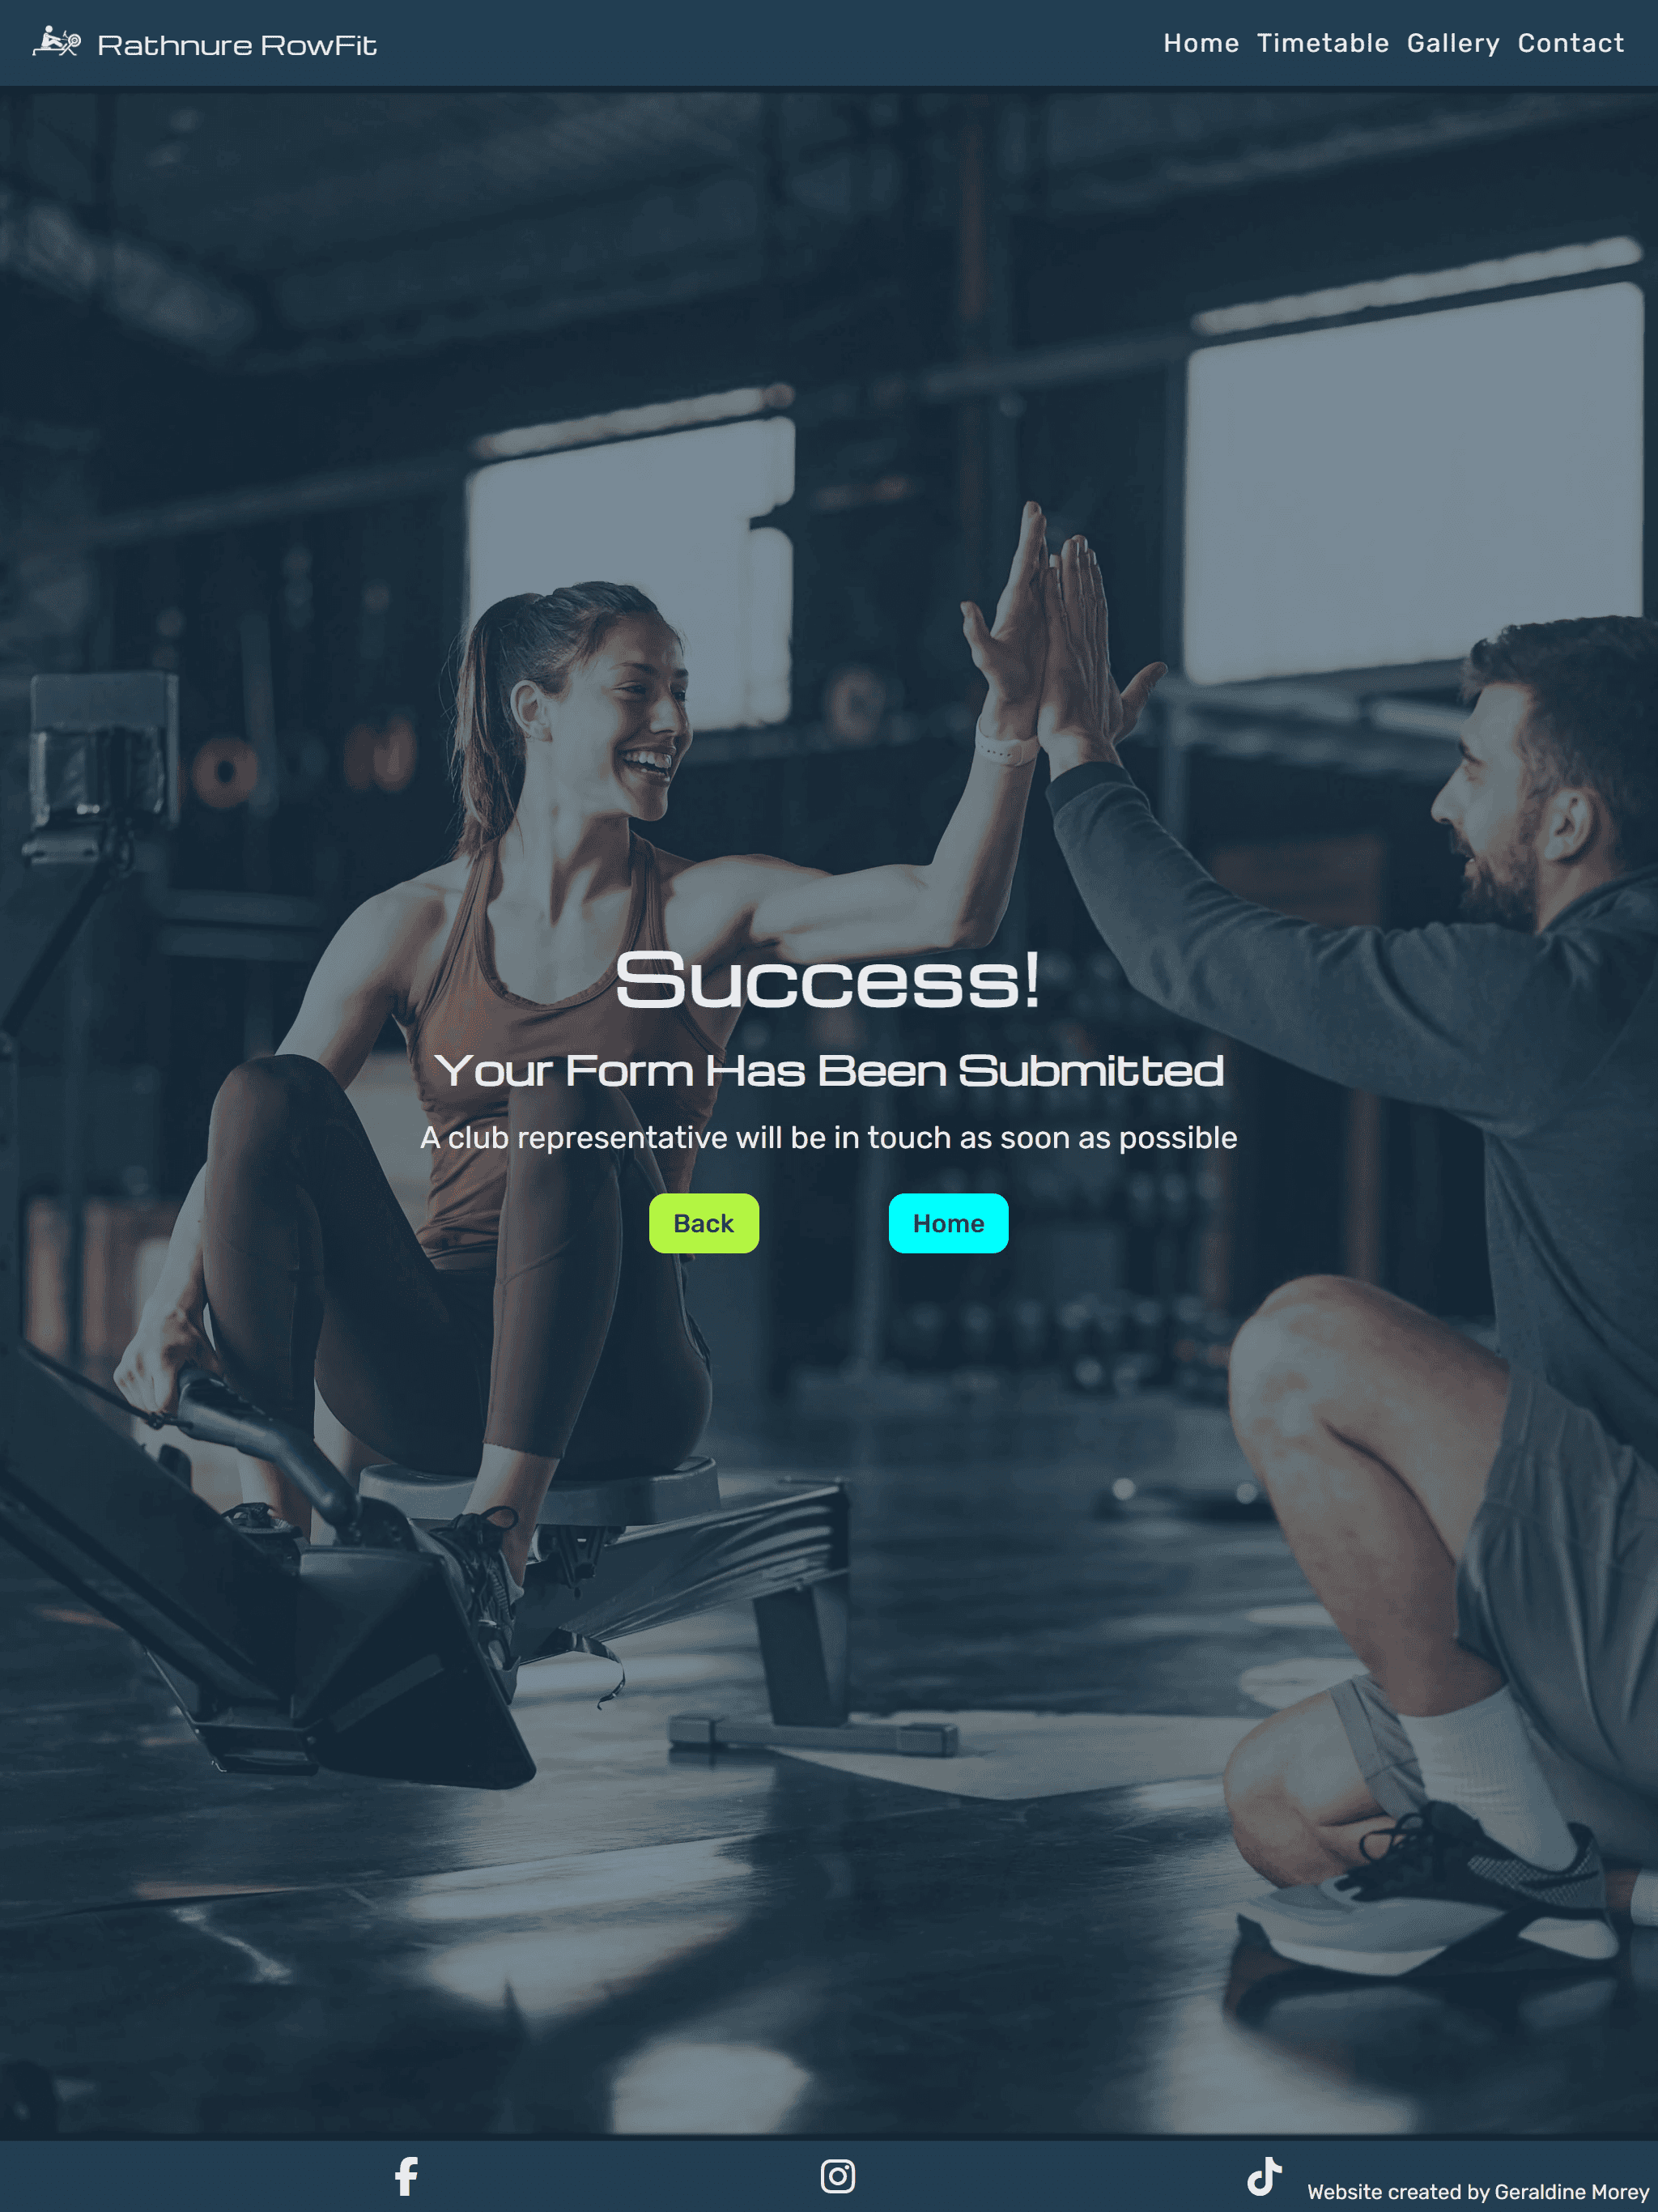 Rathnure RowFit
Home Timetable Gallery Contact
Success!
Your Form Has Been Submitted
A club representative will be in touch as soon as possible
Back Home
Website created by Geraldine Morey